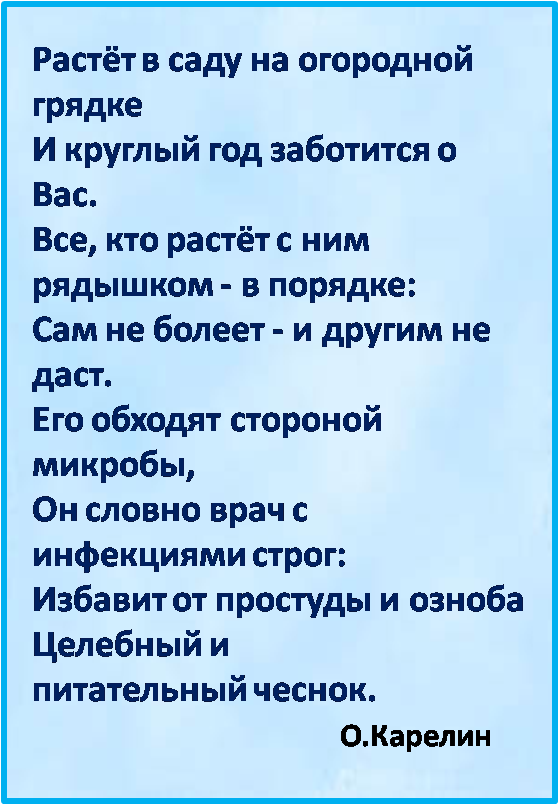 Растёт в саду на огородной
грядке
И круглый год заботится о
Вас.
Все, кто растёт с ним
рядышком - в порядке:
Сам не болеет - и другим не
даст.
Его обходят стороной
микробы,
Он словно врач с
инфекциями строг:
Избавит от простуды и озноба
Целебный и
питательный чеснок.
О.Карелин